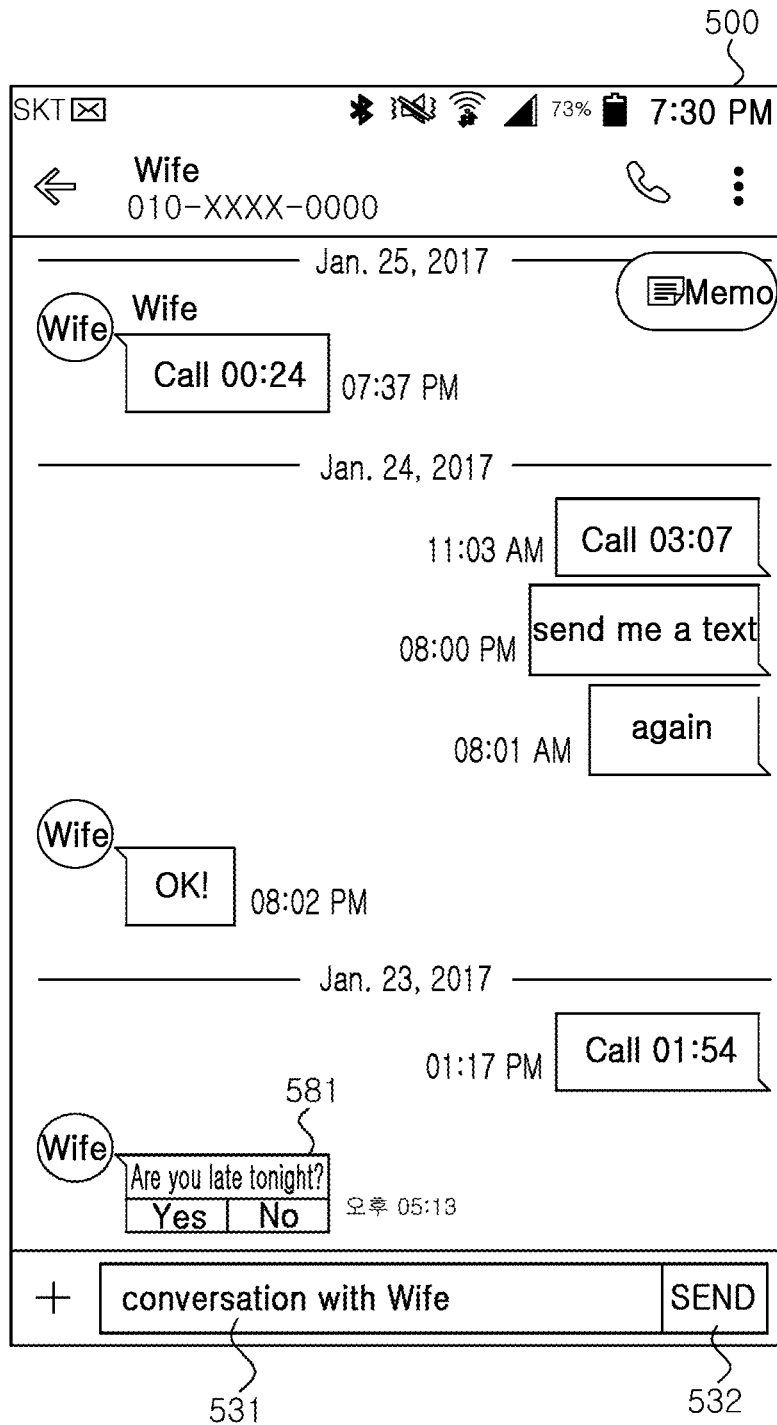 500
SKT 73% 7:30 PM
Wife
010-XXXX-0000
Jan. 25, 2017
Memo
Wife
Wife
Call 00:24 07:37 PM
Jan. 24, 2017
11:03 AM Call 03:07
08:00 PM send me a text
08:01 AM again
Wife
OK! 08:02 PM
Jan. 23, 2017
01:17 PM Call 01:54
581
Wife
Are you late tonight?
Yes No 오후 05:13
+ conversation with Wife SEND
531 532